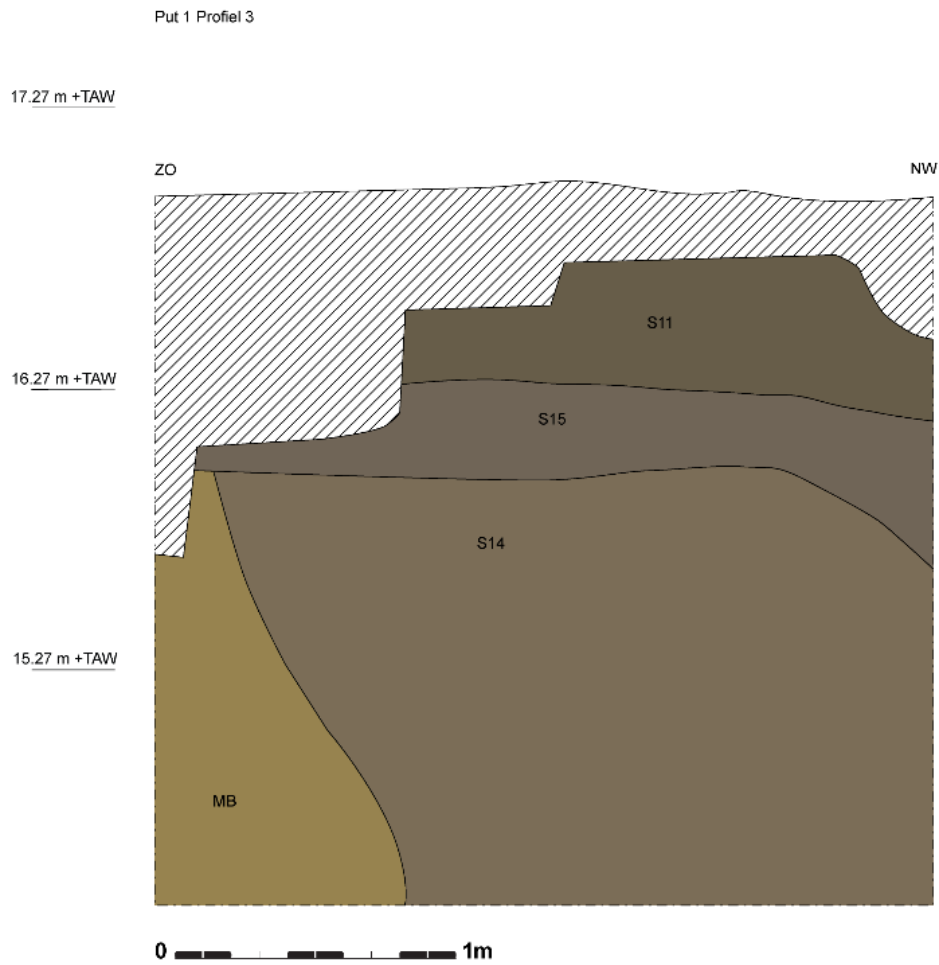 Put 1 Profiel 3
17.27 m +TAW
ZO NW
S11
16.27 m +TAW
S15
S14
15.27 m +TAW
MB
0 1m